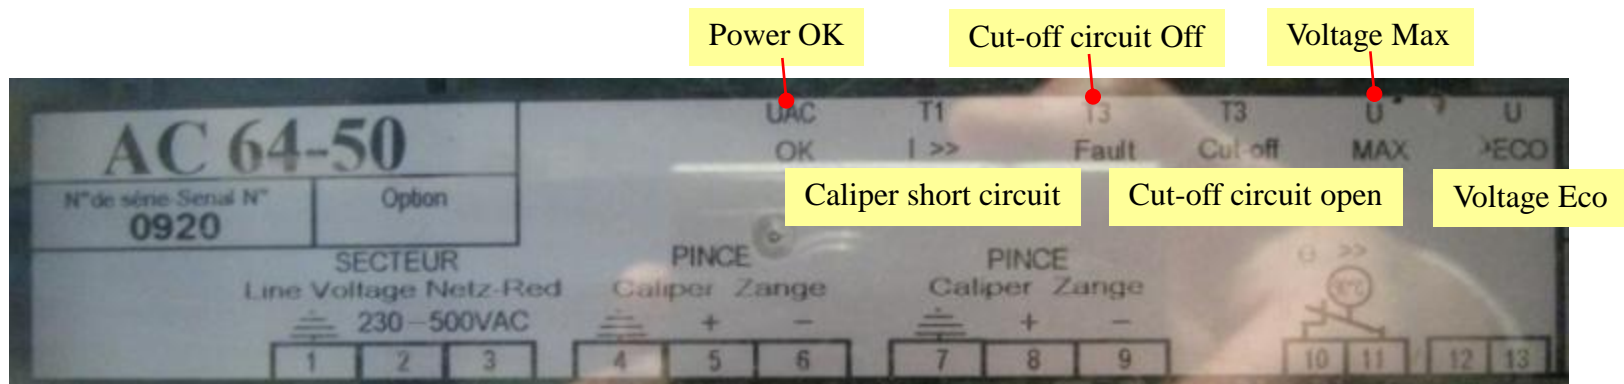 Power OK
Cut-off circuit Off
Voltage Max
AC 64-50
UAC T1 T3 T3 U U
OK I >> Fault Cut-off MAX >ECO
Caliper short circuit
Cut-off circuit open
Voltage Eco
N° de série-Serial N° Option
0920
SECTEUR PINCE PINCE
Line Voltage Netz-Red Caliper Zange Caliper Zange >>
230-500VAC + - + -
1 2 3 4 5 6 7 8 9 10 11 12 13